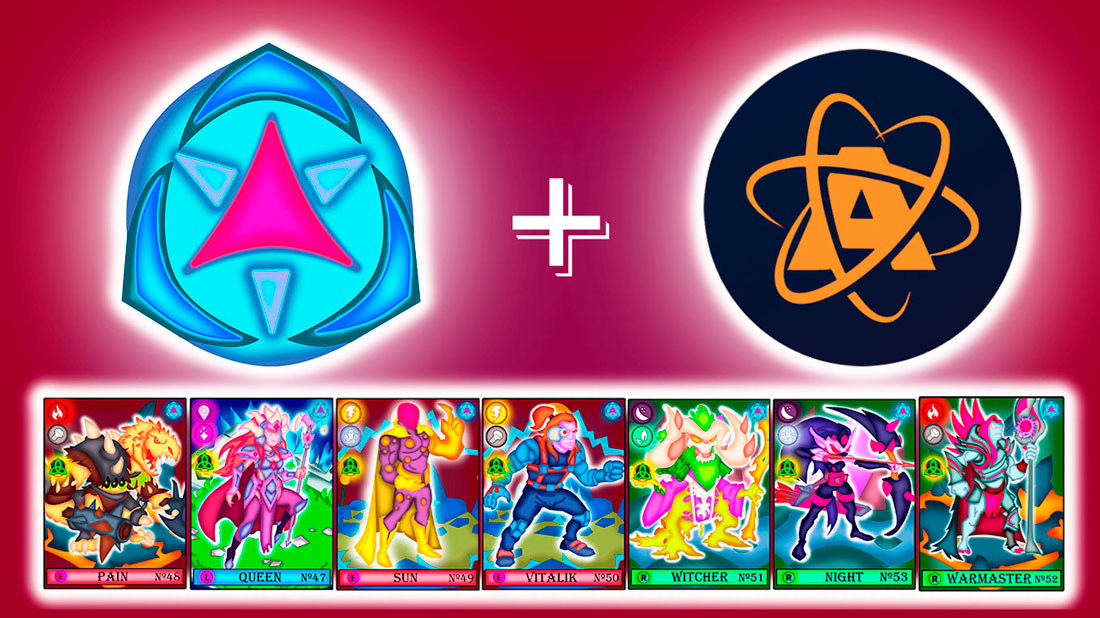 A
E PAIN Nº48
L QUEEN Nº47
E SUN Nº49
E VITALIK Nº50
R WITCHER Nº51
R NIGHT Nº53
R WARMASTER Nº52